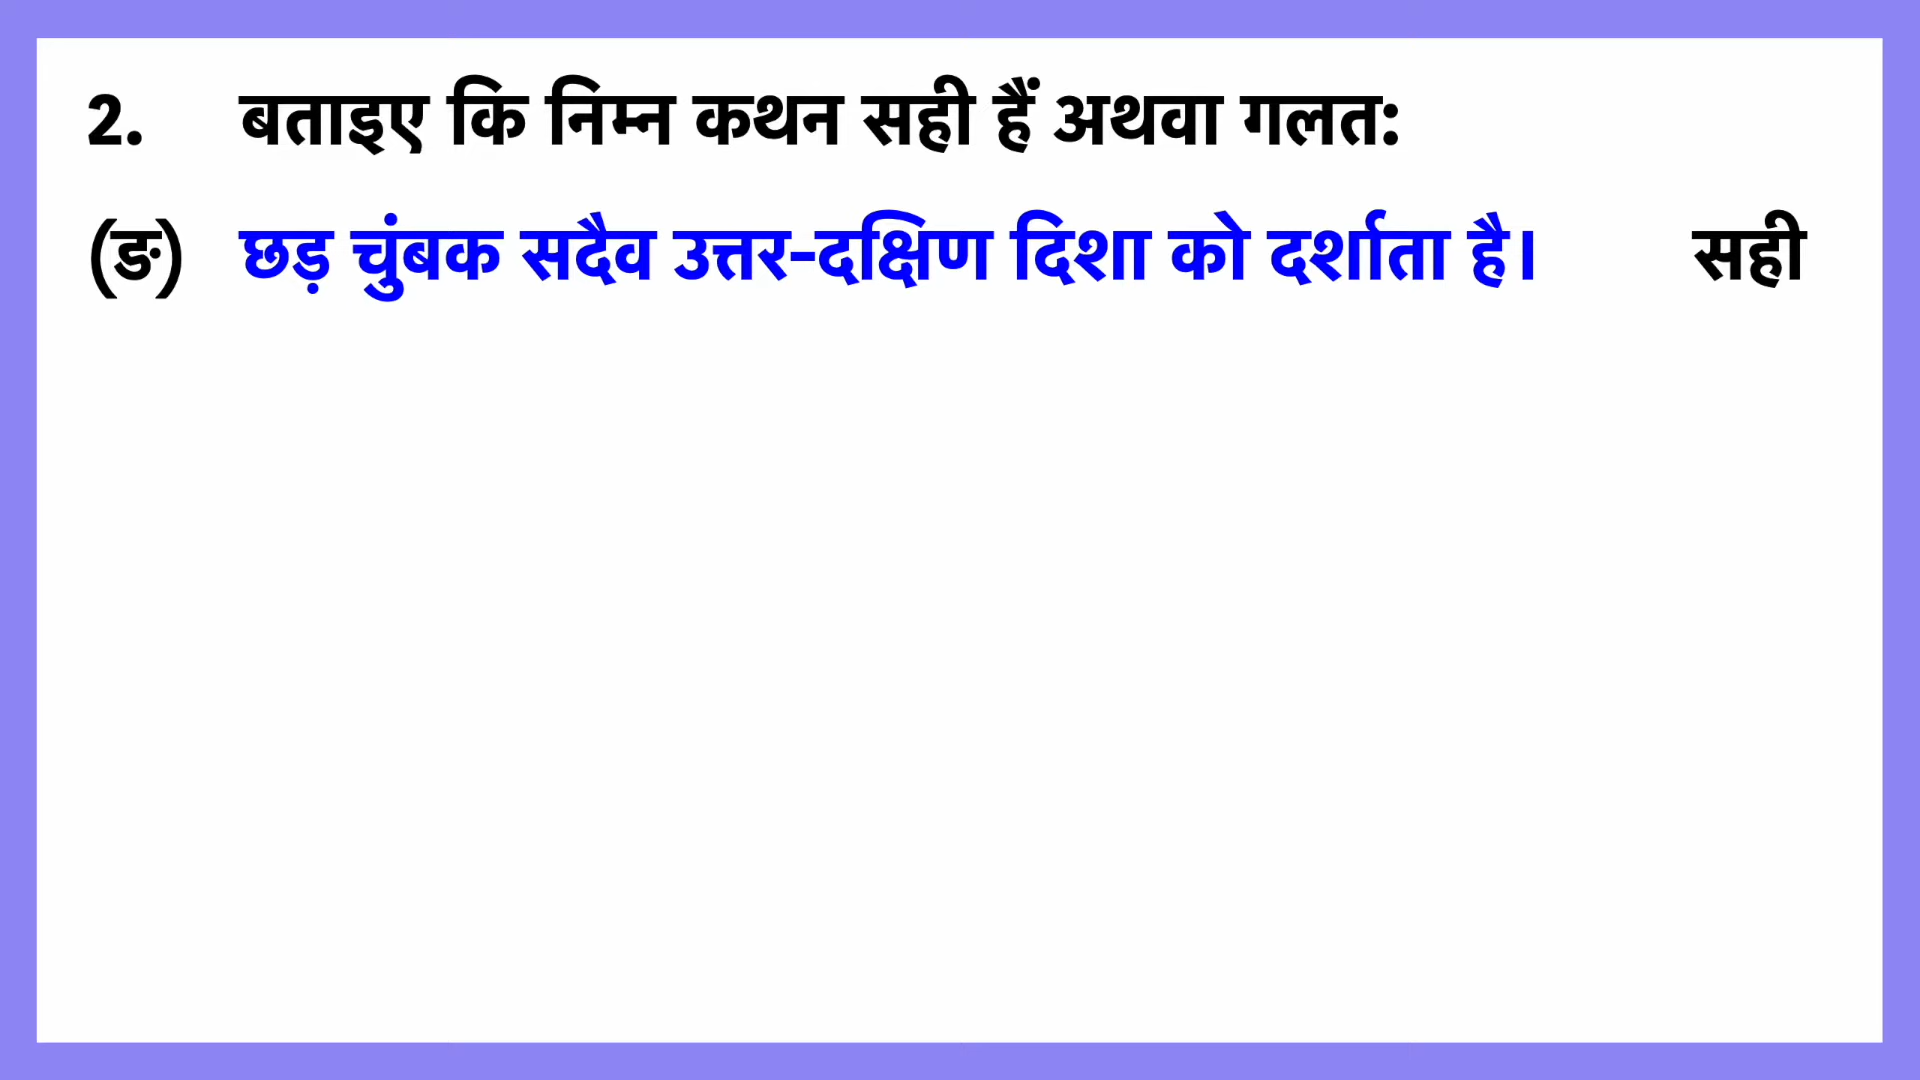 2. बताइए कि निम्न कथन सही हैं अथवा गलत:
(ङ) छड़ चुंबक सदैव उत्तर-दक्षिण दिशा को दर्शाता है। सही